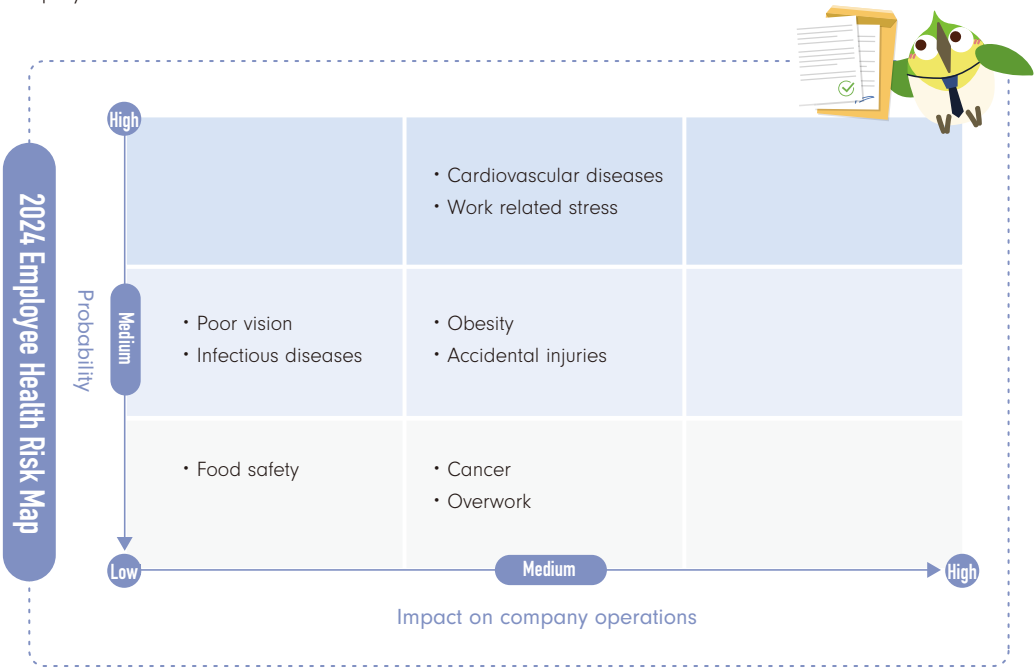 2024 Employee Health Risk Map
Probability
High
Medium
Low
• Cardiovascular diseases
• Work related stress
• Poor vision
• Infectious diseases
• Obesity
• Accidental injuries
• Food safety
• Cancer
• Overwork
Medium
High
Impact on company operations